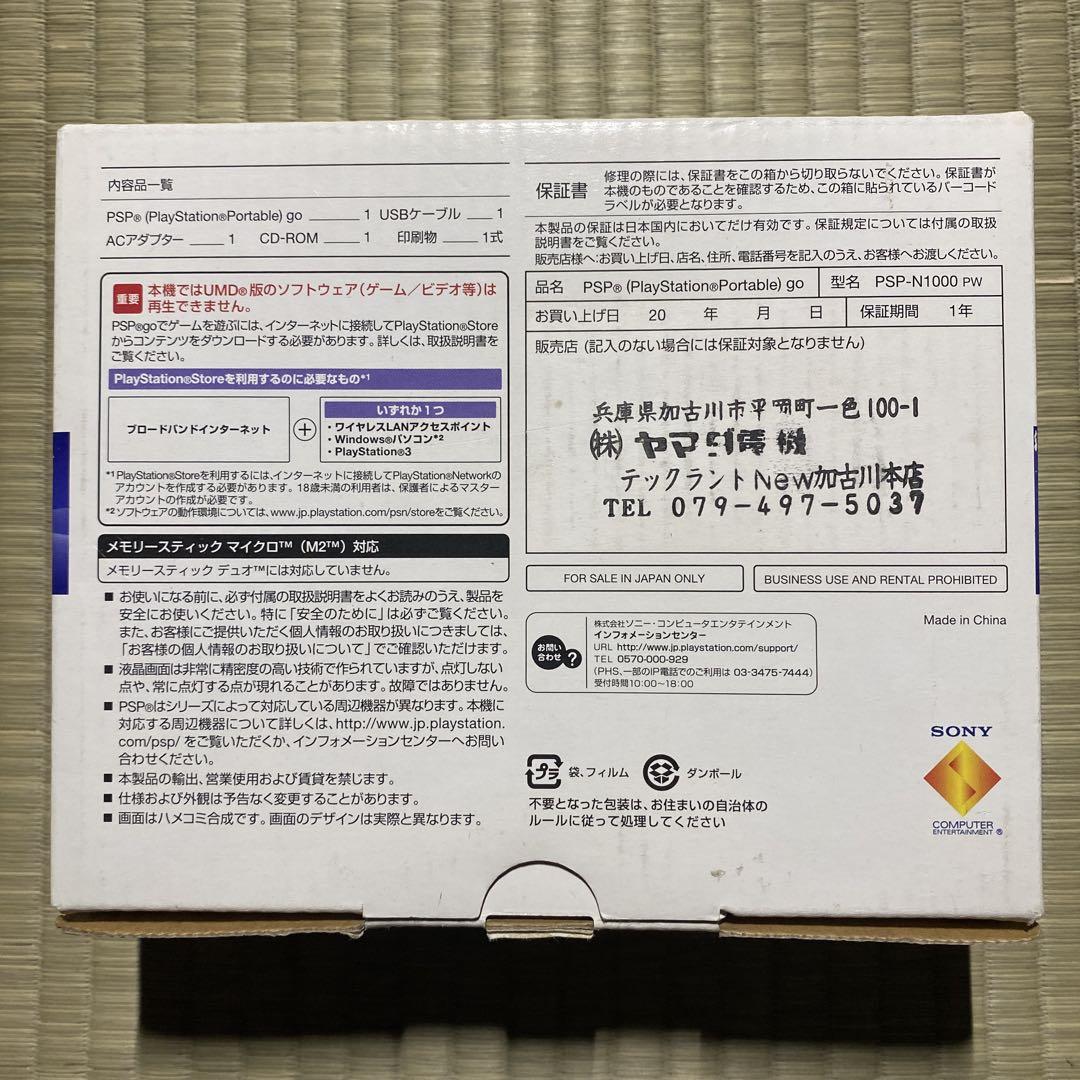 内容品一覧
PSP® (PlayStation®Portable) go 1 USBケーブル 1
ACアダプター 1 CD-ROM 1 印刷物 1式
重要
本機ではUMD®版のソフトウェア(ゲーム/ビデオ等)は
再生できません。
PSP®goでゲームを遊ぶには、インターネットに接続してPlayStation®Store
からコンテンツをダウンロードする必要があります。詳しくは、取扱説明書を
ご覧ください。
PlayStation®Storeを利用するのに必要なもの*1
ブロードバンドインターネット
+
いずれか1つ
・ワイヤレスLANアクセスポイント
・Windows®パソコン*2
・PlayStation®3
*1 PlayStation®Storeを利用するには、インターネットに接続してPlayStation®Networkの
アカウントを作成する必要があります。18歳未満の利用者は、保護者によるマスター
アカウントの作成が必要です。
*2 ソフトウェアの動作環境については、www.jp.playstation.com/psn/storeをご覧ください。
メモリースティック マイクロ™(M2™)対応
メモリースティック デュオ™には対応していません。
■ お使いになる前に、必ず付属の取扱説明書をよくお読みのうえ、製品を
安全にお使いください。特に「安全のために」は必ずご覧ください。
また、お客様にご提供いただく個人情報のお取り扱いにつきましては、
「お客様の個人情報のお取り扱いについて」でご確認いただけます。
■ 液晶画面は非常に精密度の高い技術で作られていますが、点灯しない
点や、常に点灯する点が現れることがあります。故障ではありません。
■ PSP®はシリーズによって対応している周辺機器が異なります。本機に
対応する周辺機器について詳しくは、http://www.jp.playstation.
com/psp/ をご覧いただくか、インフォメーションセンターへお問い
合わせください。
■ 本製品の輸出、営業使用および賃貸を禁じます。
■ 仕様および外観は予告なく変更することがあります。
■ 画面はハメコミ合成です。画面のデザインは実際と異なります。
保証書
修理の際には、保証書をこの箱から切り取らないでください。保証書が
本機のものであることを確認するため、この箱に貼られているバーコード
ラベルが必要となります。
本製品の保証は日本国内においてだけ有効です。保証規定については付属の取扱
説明書をご覧ください。
販売店様へ:お買い上げ日、店名、住所、電話番号を記入のうえ、お客様へお渡しください。
品名 PSP® (PlayStation®Portable) go 型名 PSP-N1000 PW
お買い上げ日 20 年 月 日 保証期間 1年
販売店 (記入のない場合には保証対象となりません)
兵庫県加古川市平岡町一色100-1
(株)ヤマダ電機
テックランドNew加古川本店
TEL 079-497-5037
FOR SALE IN JAPAN ONLY
BUSINESS USE AND RENTAL PROHIBITED
お問い
合わせ
?
株式会社ソニー・コンピュータエンタテインメント
インフォメーションセンター
URL http://www.jp.playstation.com/support/
TEL 0570-000-929
(PHS、一部のIP電話でのご利用は 03-3475-7444)
受付時間10:00~18:00
Made in China
プラ 袋、フィルム ダンボール
不要となった包装は、お住まいの自治体の
ルールに従って処理してください
SONY
COMPUTER
ENTERTAINMENT ®